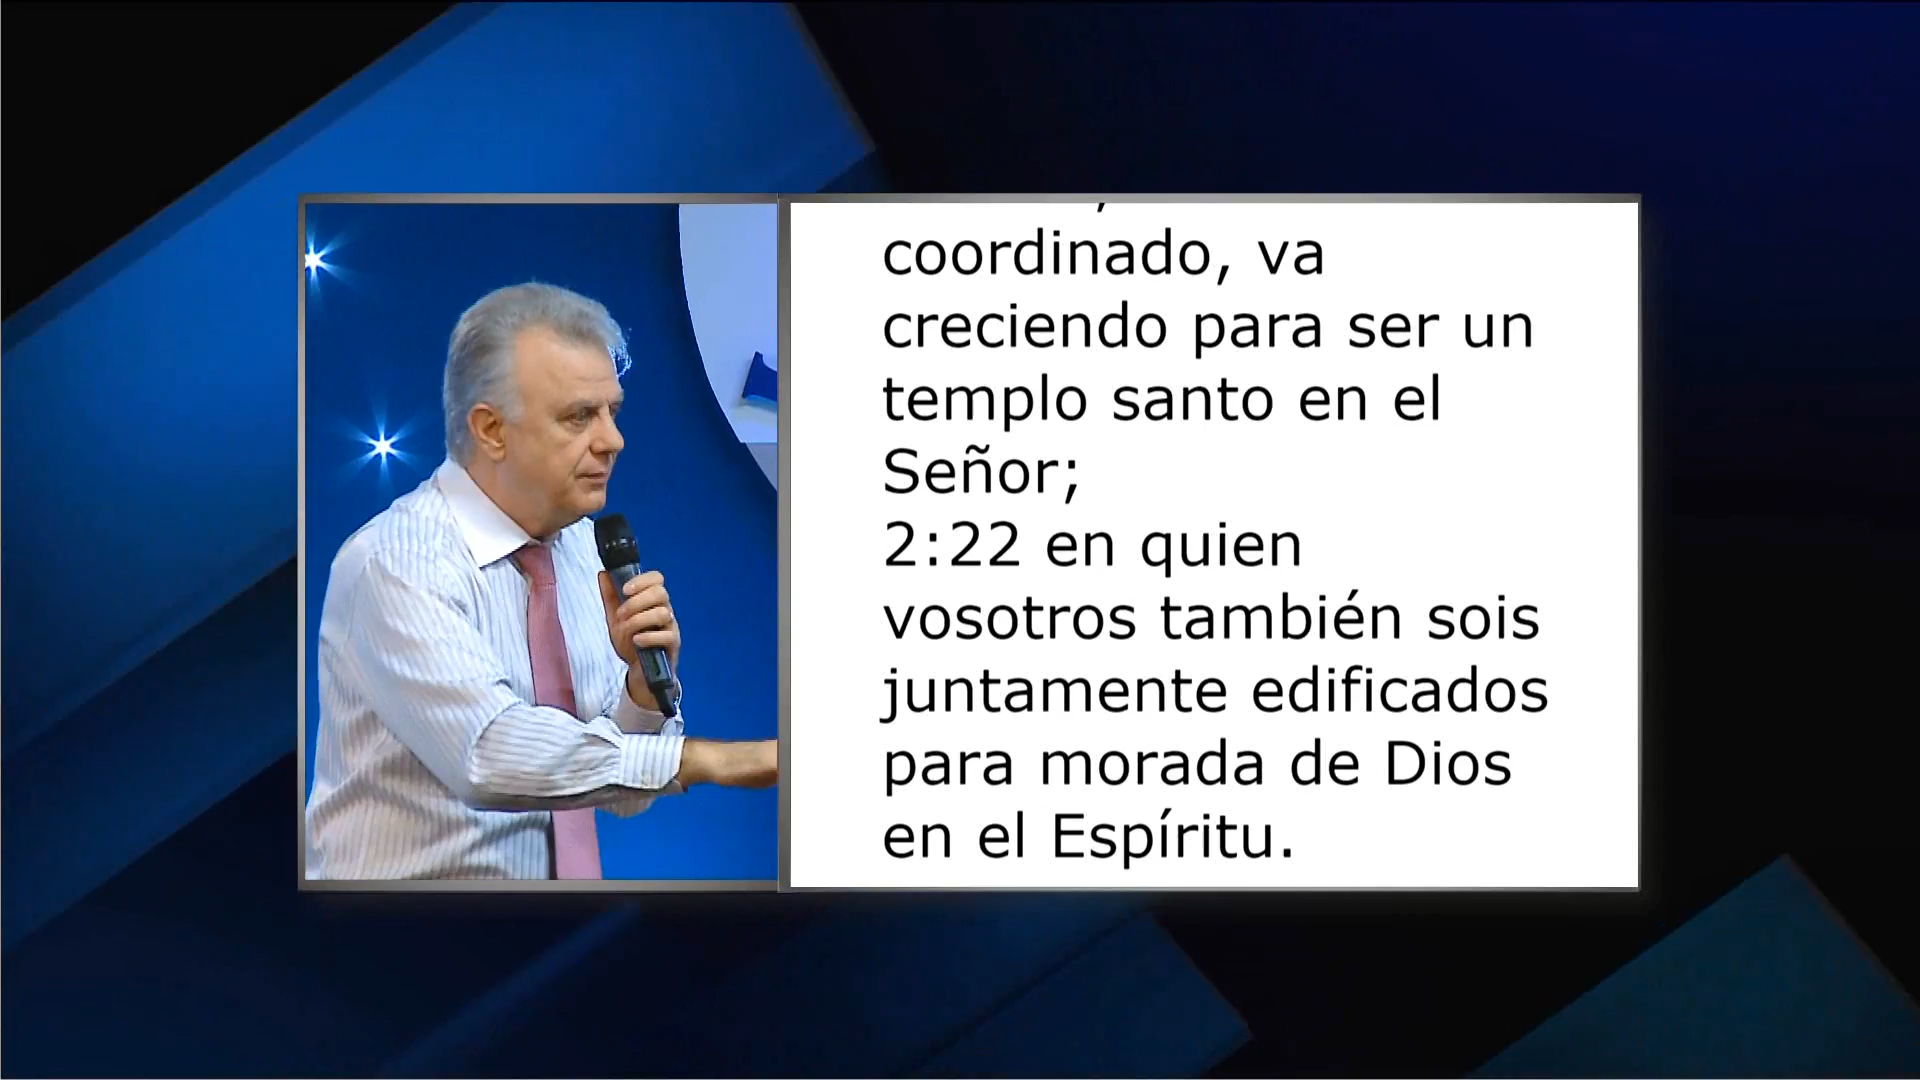 coordinado, va
creciendo para ser un
templo santo en el
Señor;
2:22 en quien
vosotros también sois
juntamente edificados
para morada de Dios
en el Espíritu.